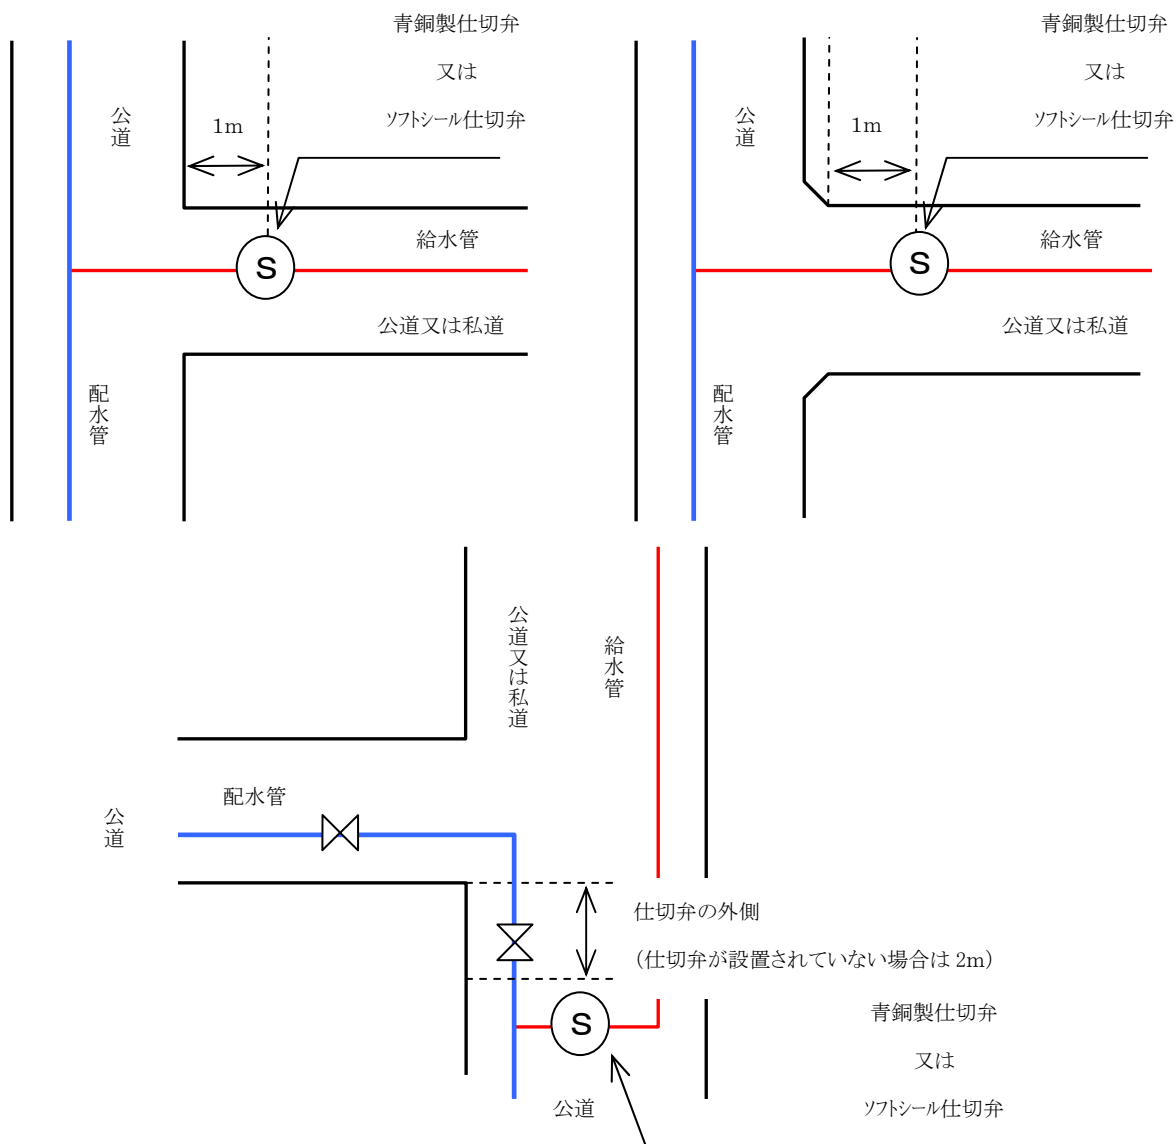 青銅製仕切弁
又は
ソフトシール仕切弁
公道
1m
給水管
S
公道又は私道
配水管
青銅製仕切弁
又は
ソフトシール仕切弁
公道
1m
給水管
S
公道又は私道
配水管
公道又は私道
給水管
配水管
公道
仕切弁の外側
（仕切弁が設置されていない場合は 2m）
S
青銅製仕切弁
又は
ソフトシール仕切弁
公道